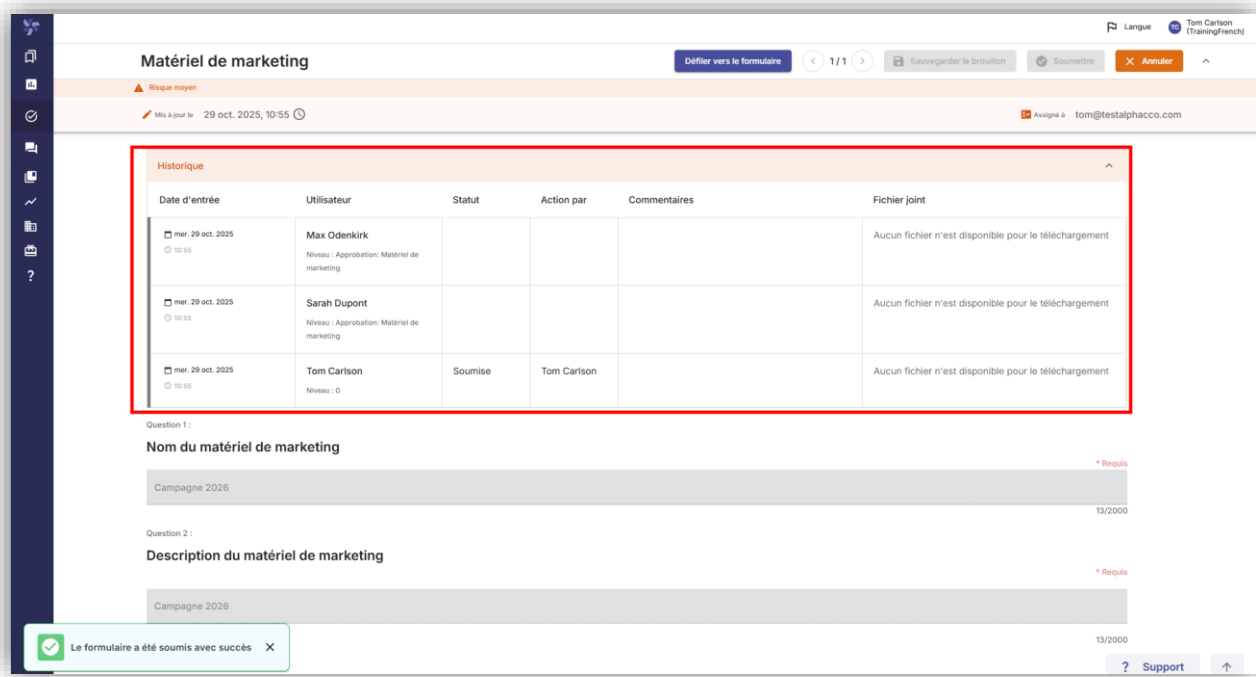 Langue
TC
Tom Carlson
(TrainingFrench)
Matériel de marketing
Défiler vers le formulaire
1/1
Sauvegarder le brouillon
Soumettre
Annuler
Risque moyen
Mis à jour le 29 oct. 2025, 10:55
Assigné à tom@testalphacco.com
Historique
Date d'entrée Utilisateur Statut Action par Commentaires Fichier joint
mer. 29 oct. 2025
10:55
Max Odenkirk
Niveau : Approbation: Matériel de
marketing
Aucun fichier n'est disponible pour le téléchargement
mer. 29 oct. 2025
10:55
Sarah Dupont
Niveau : Approbation: Matériel de
marketing
Aucun fichier n'est disponible pour le téléchargement
mer. 29 oct. 2025
10:55
Tom Carlson
Niveau : 0
Soumise
Tom Carlson
Aucun fichier n'est disponible pour le téléchargement
Question 1 :
Nom du matériel de marketing
* Requis
Campagne 2026
13/2000
Question 2 :
Description du matériel de marketing
* Requis
Campagne 2026
13/2000
Le formulaire a été soumis avec succès
? Support